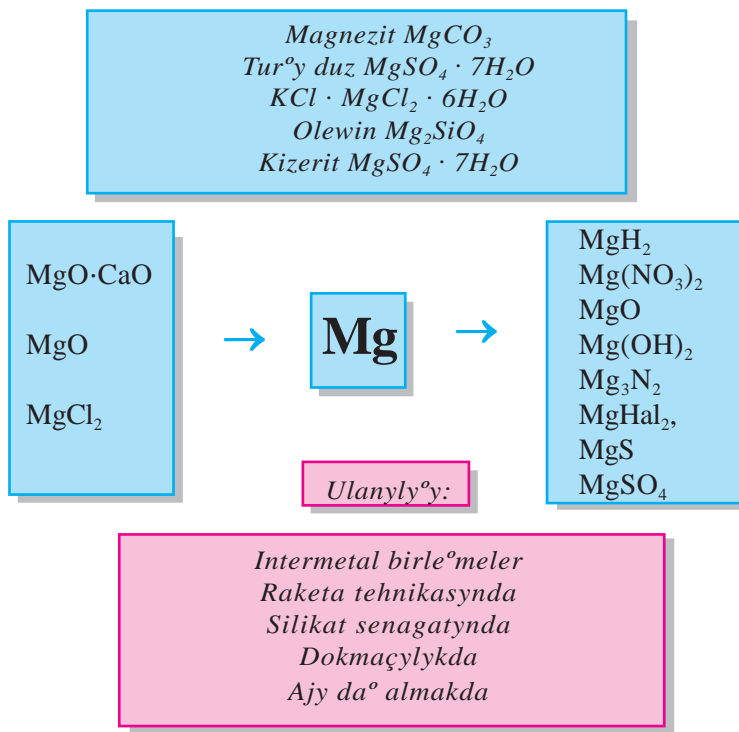 Magnezit MgCO₃
Turºy duz MgSO₄ · 7H₂O
KCl · MgCl₂ · 6H₂O
Olewin Mg₂SiO₄
Kizerit MgSO₄ · 7H₂O
MgO·CaO
MgO
MgCl₂
→
Mg
→
MgH₂
Mg(NO₃)₂
MgO
Mg(OH)₂
Mg₃N₂
MgHal₂,
MgS
MgSO₄
Ulanylyºy:
Intermetal birleºmeler
Raketa tehnikasynda
Silikat senagatynda
Dokmaçylykda
Ajy daº almakda